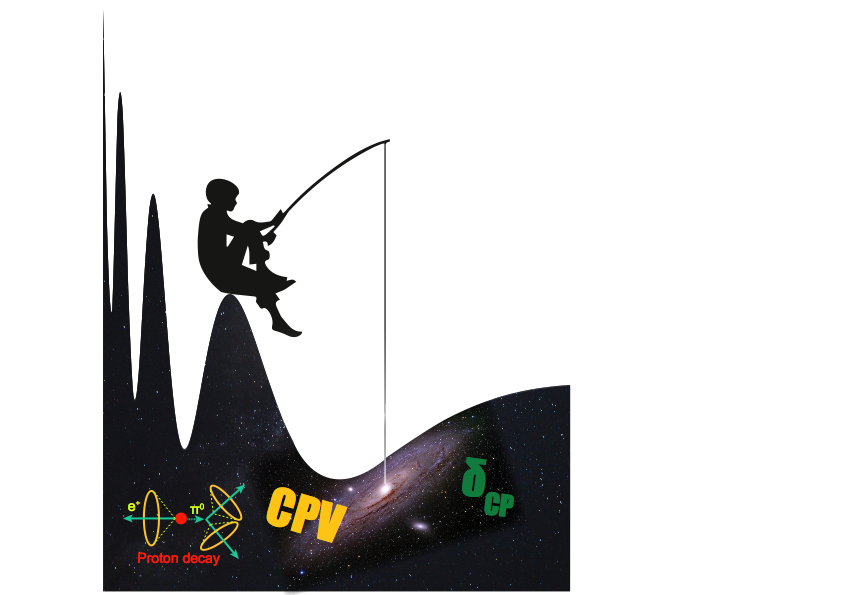 CPV
δCP
e⁺
π⁰
Proton decay